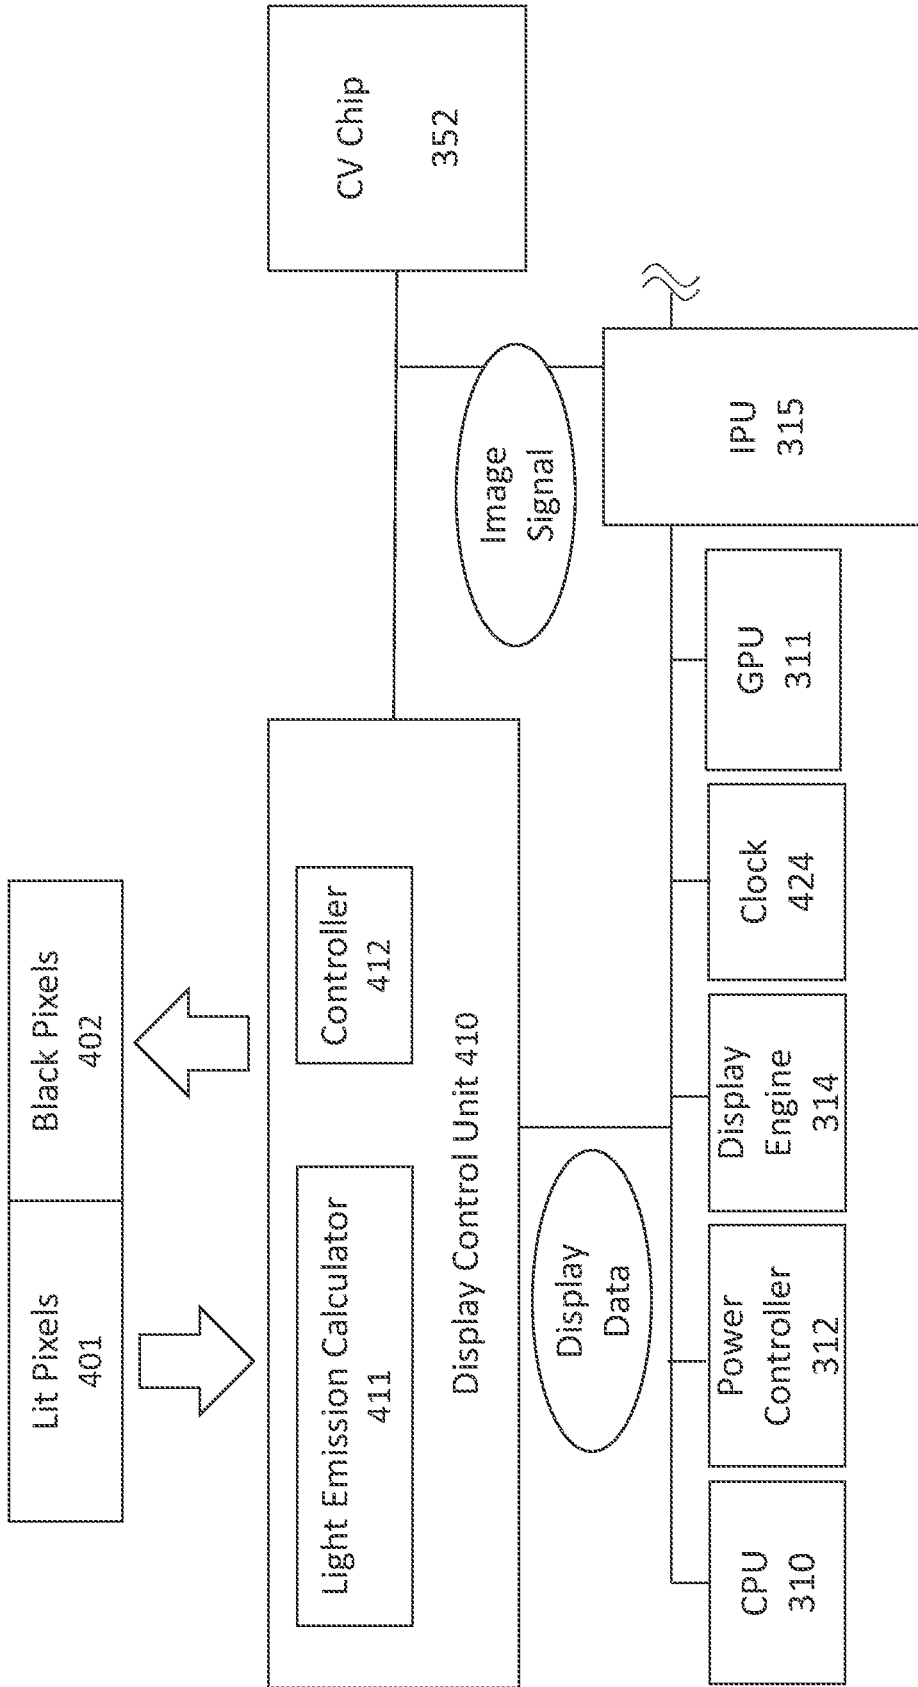 Lit Pixels
401
Black Pixels
402
Light Emission Calculator
411
Controller
412
Display Control Unit 410
CV Chip
352
Display
Data
Image
Signal
CPU
310
Power
Controller
312
Display
Engine
314
Clock
424
GPU
311
IPU
315